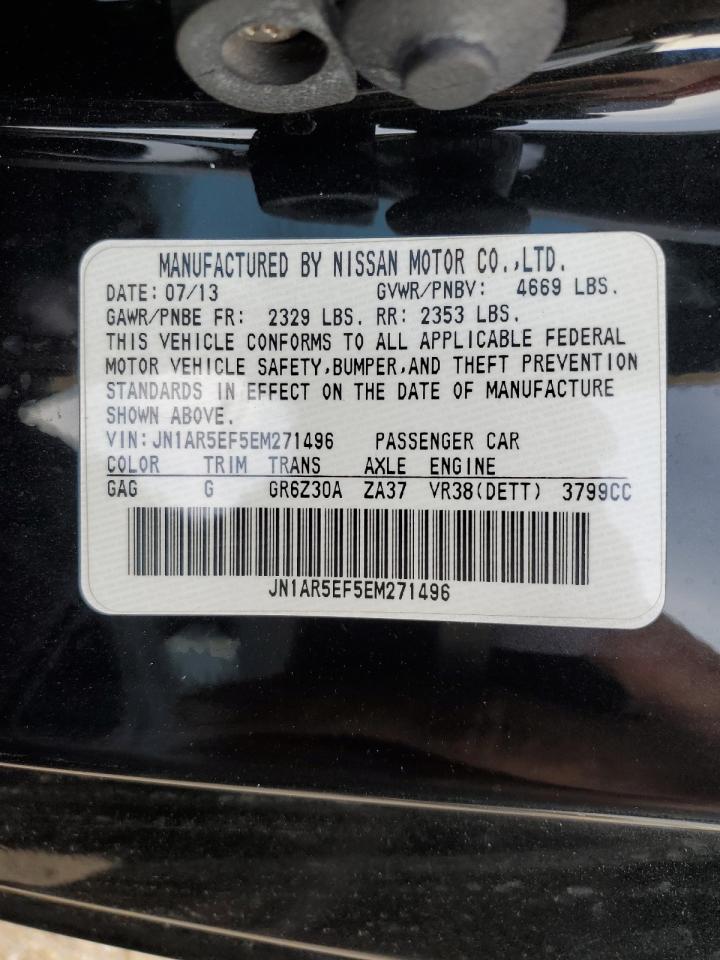 MANUFACTURED BY NISSAN MOTOR CO.,LTD.
DATE: 07/13 GVWR/PNBV: 4669 LBS.
GAWR/PNBE FR: 2329 LBS. RR: 2353 LBS.
THIS VEHICLE CONFORMS TO ALL APPLICABLE FEDERAL
MOTOR VEHICLE SAFETY,BUMPER,AND THEFT PREVENTION
STANDARDS IN EFFECT ON THE DATE OF MANUFACTURE
SHOWN ABOVE.
VIN:JN1AR5EF5EM271496 PASSENGER CAR
COLOR TRIM TRANS AXLE ENGINE
GAG G GR6Z30A ZA37 VR38(DETT) 3799CC
JN1AR5EF5EM271496